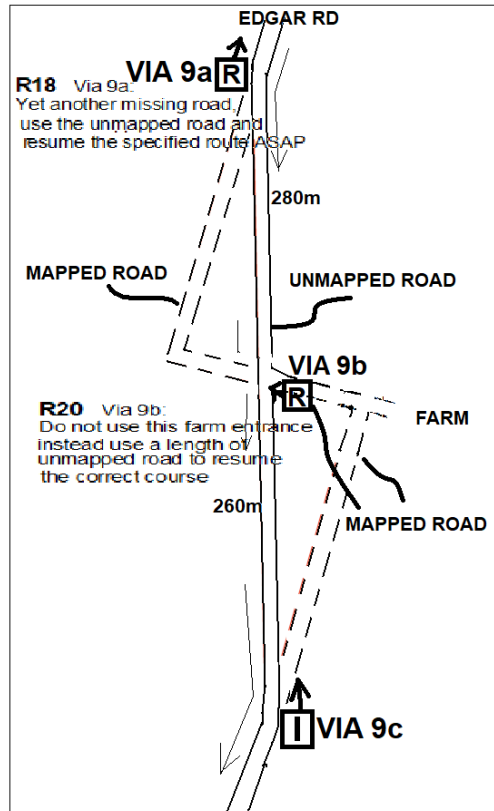 EDGAR RD
VIA 9a R
R18 Via 9a:
Yet another missing road,
use the unmapped road and
resume the specified route ASAP
280m
MAPPED ROAD
UNMAPPED ROAD
VIA 9b
R
R20 Via 9b:
Do not use this farm entrance
instead use a length of
unmapped road to resume
the correct course
FARM
260m
MAPPED ROAD
I VIA 9c